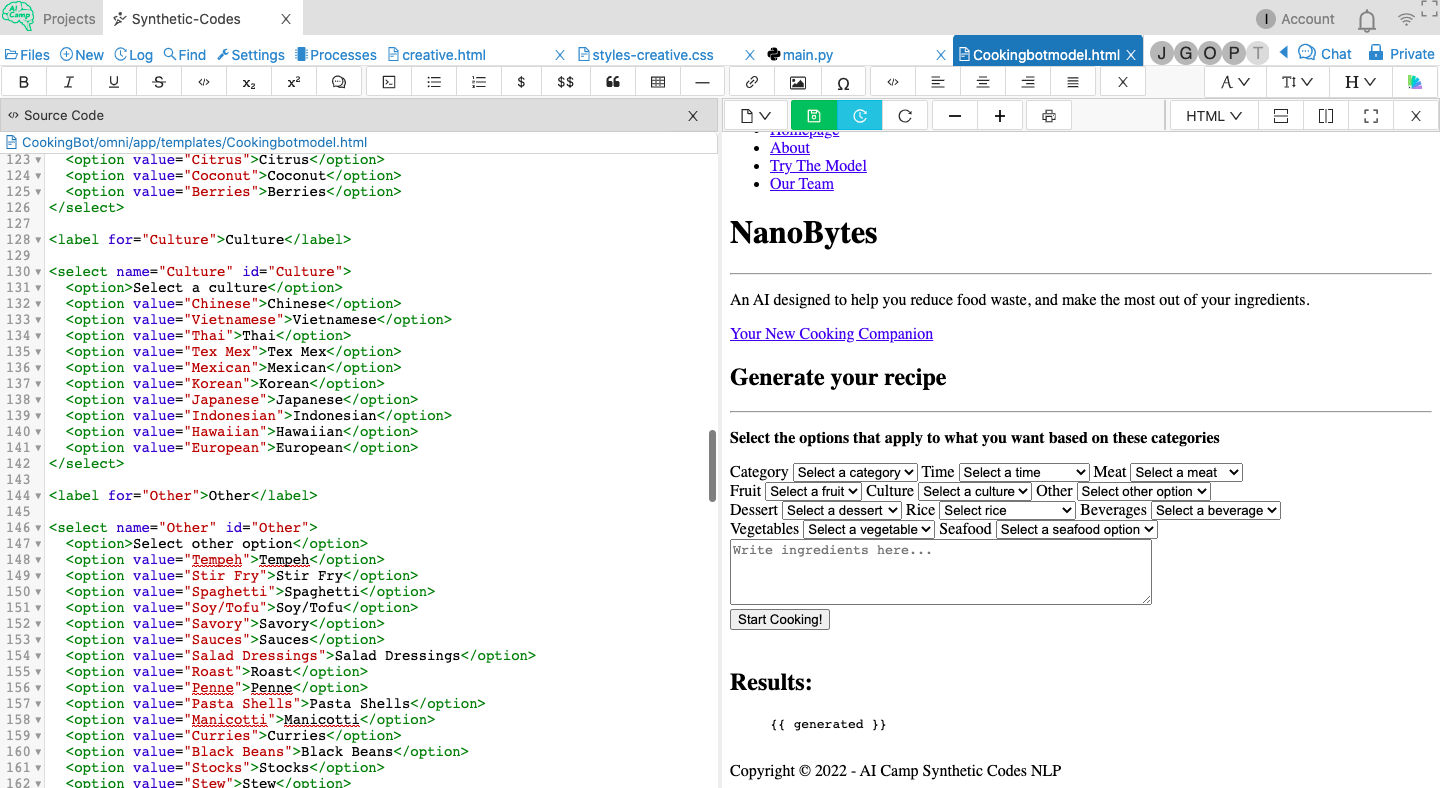 AI Camp
Projects
Synthetic-Codes
X
I Account
Files
New
Log
Find
Settings
Processes
creative.html X
styles-creative.css X
main.py X
Cookingbotmodel.html X
J G O P T
Chat
Private
B I U S </> x₂ x² $ $$ Ω </> X A T H
</> Source Code X
HTML X
CookingBot/omni/app/templates/Cookingbotmodel.html
123 <option value="Citrus">Citrus</option>
124 <option value="Coconut">Coconut</option>
125 <option value="Berries">Berries</option>
126 </select>
127
128 <label for="Culture">Culture</label>
129
130 <select name="Culture" id="Culture">
131 <option>Select a culture</option>
132 <option value="Chinese">Chinese</option>
133 <option value="Vietnamese">Vietnamese</option>
134 <option value="Thai">Thai</option>
135 <option value="Tex Mex">Tex Mex</option>
136 <option value="Mexican">Mexican</option>
137 <option value="Korean">Korean</option>
138 <option value="Japanese">Japanese</option>
139 <option value="Indonesian">Indonesian</option>
140 <option value="Hawaiian">Hawaiian</option>
141 <option value="European">European</option>
142 </select>
143
144 <label for="Other">Other</label>
145
146 <select name="Other" id="Other">
147 <option>Select other option</option>
148 <option value="Tempeh">Tempeh</option>
149 <option value="Stir Fry">Stir Fry</option>
150 <option value="Spaghetti">Spaghetti</option>
151 <option value="Soy/Tofu">Soy/Tofu</option>
152 <option value="Savory">Savory</option>
153 <option value="Sauces">Sauces</option>
154 <option value="Salad Dressings">Salad Dressings</option>
155 <option value="Roast">Roast</option>
156 <option value="Penne">Penne</option>
157 <option value="Pasta Shells">Pasta Shells</option>
158 <option value="Manicotti">Manicotti</option>
159 <option value="Curries">Curries</option>
160 <option value="Black Beans">Black Beans</option>
161 <option value="Stocks">Stocks</option>
162 <option value="Stew">Stew</option>
Homepage
About
Try The Model
Our Team
NanoBytes
An AI designed to help you reduce food waste, and make the most out of your ingredients.
Your New Cooking Companion
Generate your recipe
Select the options that apply to what you want based on these categories
Category Select a category Time Select a time Meat Select a meat
Fruit Select a fruit Culture Select a culture Other Select other option
Dessert Select a dessert Rice Select rice Beverages Select a beverage
Vegetables Select a vegetable Seafood Select a seafood option
Write ingredients here...
Start Cooking!
Results:
{{ generated }}
Copyright © 2022 - AI Camp Synthetic Codes NLP